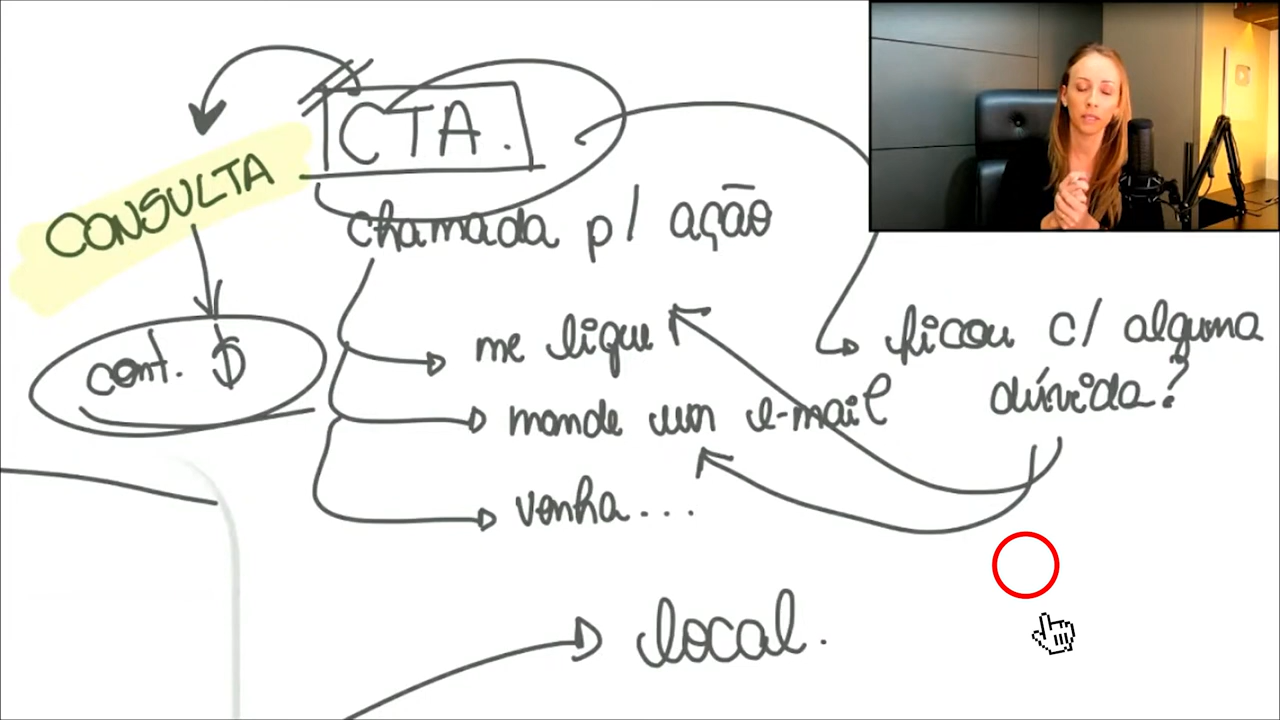 CTA.
CONSULTA
chamada p/ ação
cont. $
me ligue
ficou c/ alguma
dúvida?
mande um e-mail
venha...
local.